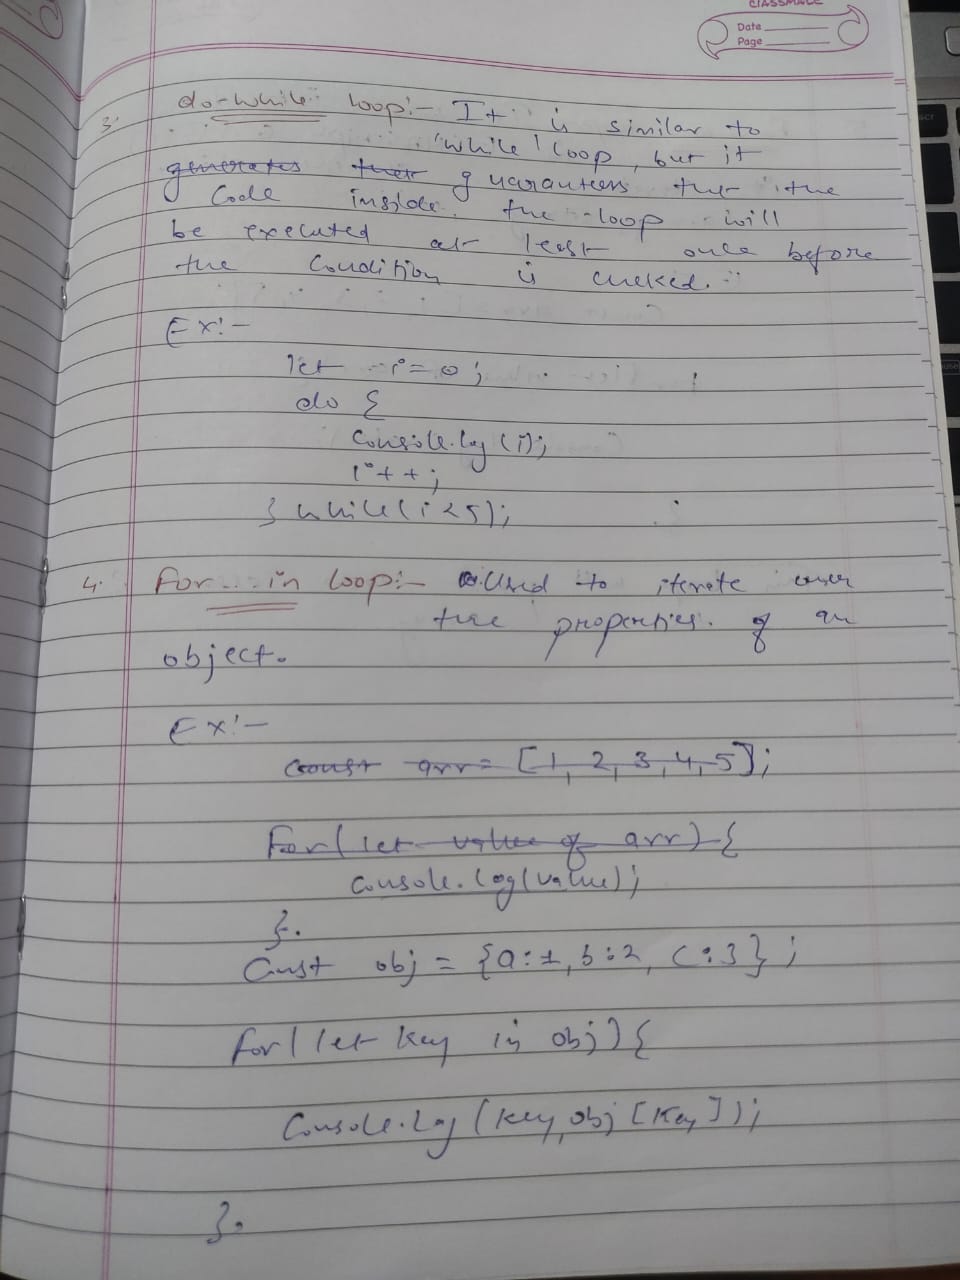 classmate
Date
Page
3. do-while loop:- It is similar to
'while' loop, but it
generates their guarantees that the
Code inside the loop will
be executed at least once before
the Condition is cheked.
Ex:-
let i=0;
do {
Console.log(i);
i++;
} while(i<5);
4. For...in loop:- Used to iterate over
the properties of an
object.
Ex:-
const arr = [1, 2, 3, 4, 5];
For(let value of arr) {
console.log(value);
}.
Const obj = {a:1, b:2, c:3};
for(let key in obj) {
Console.log(key, obj[key]);
}.